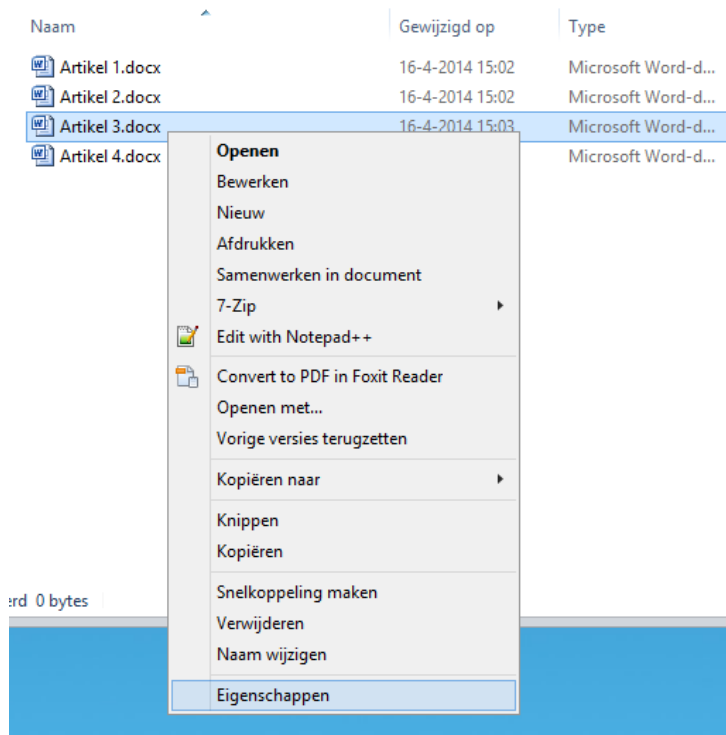 Naam Gewijzigd op Type
Artikel 1.docx 16-4-2014 15:02 Microsoft Word-d...
Artikel 2.docx 16-4-2014 15:02 Microsoft Word-d...
Artikel 3.docx 16-4-2014 15:03 Microsoft Word-d...
Artikel 4.docx Microsoft Word-d...
Openen
Bewerken
Nieuw
Afdrukken
Samenwerken in document
7-Zip
Edit with Notepad++
Convert to PDF in Foxit Reader
Openen met...
Vorige versies terugzetten
Kopiëren naar
Knippen
Kopiëren
Snelkoppeling maken
Verwijderen
Naam wijzigen
Eigenschappen
erd 0 bytes